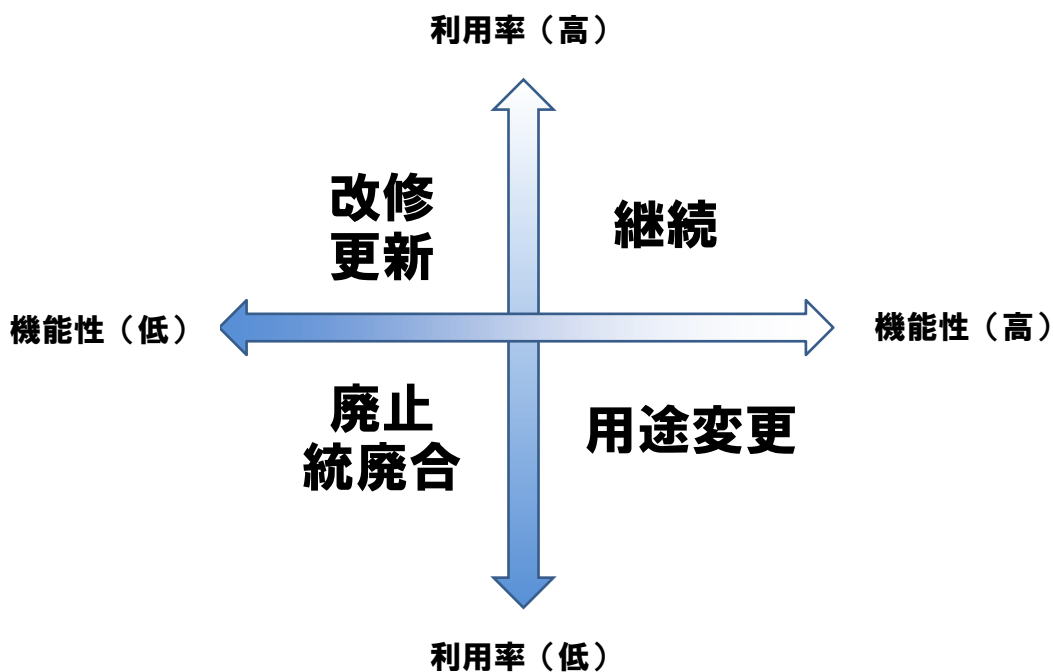 利用率（高）
改修
更新
継続
機能性（低）
機能性（高）
廃止
統廃合
用途変更
利用率（低）